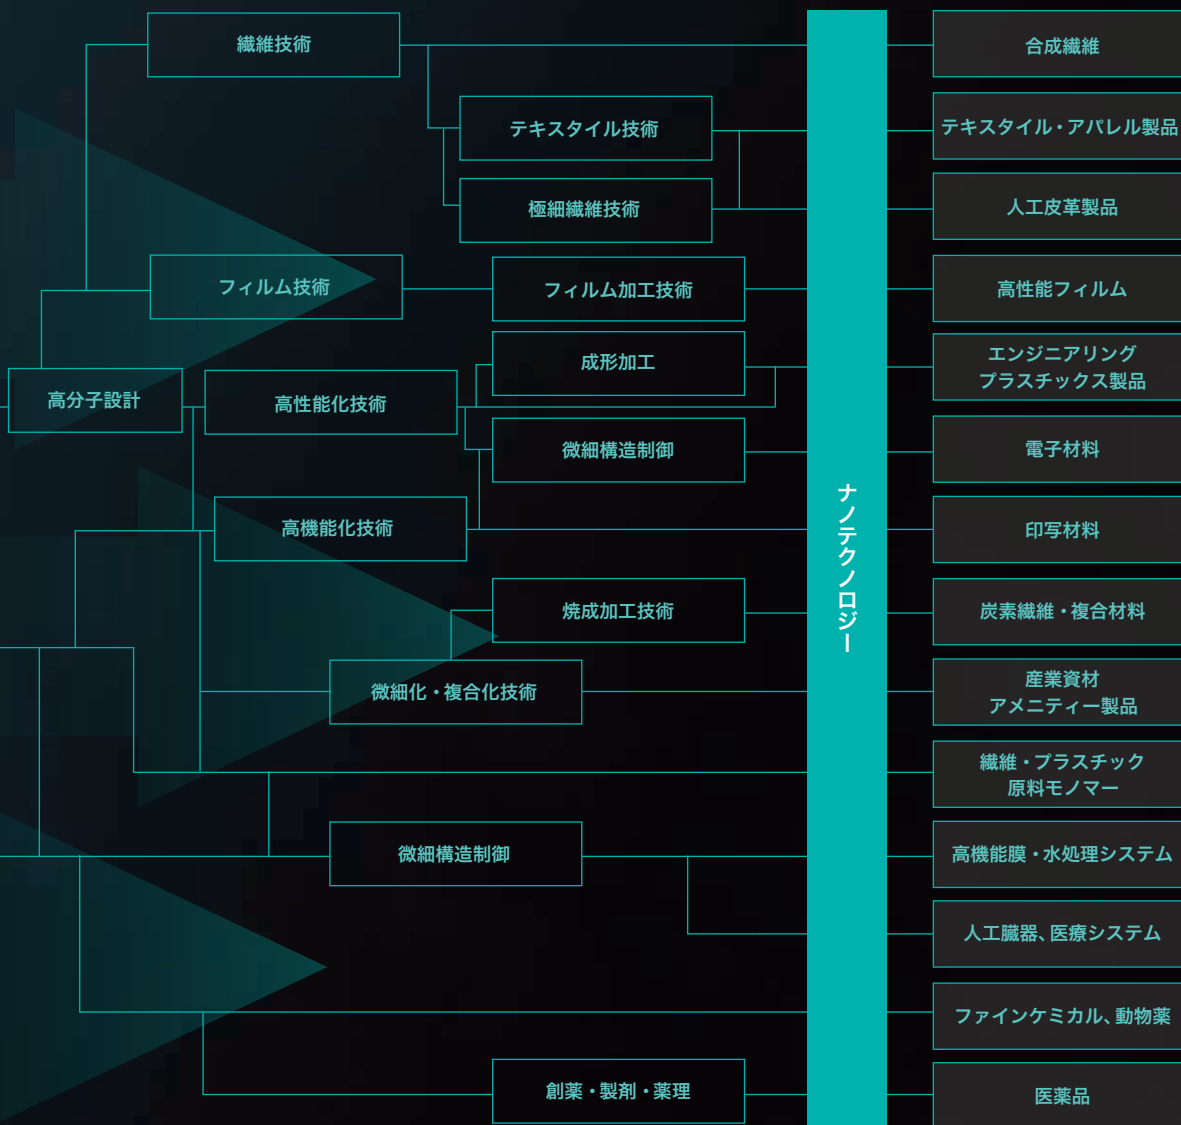 繊維技術
合成繊維
テキスタイル技術
テキスタイル・アパレル製品
極細繊維技術
人工皮革製品
フィルム技術
フィルム加工技術
高性能フィルム
成形加工
エンジニアリング
プラスチックス製品
高分子設計
高性能化技術
微細構造制御
電子材料
ナノテクノロジー
高機能化技術
印写材料
焼成加工技術
炭素繊維・複合材料
微細化・複合化技術
産業資材
アメニティー製品
繊維・プラスチック
原料モノマー
微細構造制御
高機能膜・水処理システム
人工臓器、医療システム
ファインケミカル、動物薬
創薬・製剤・薬理
医薬品